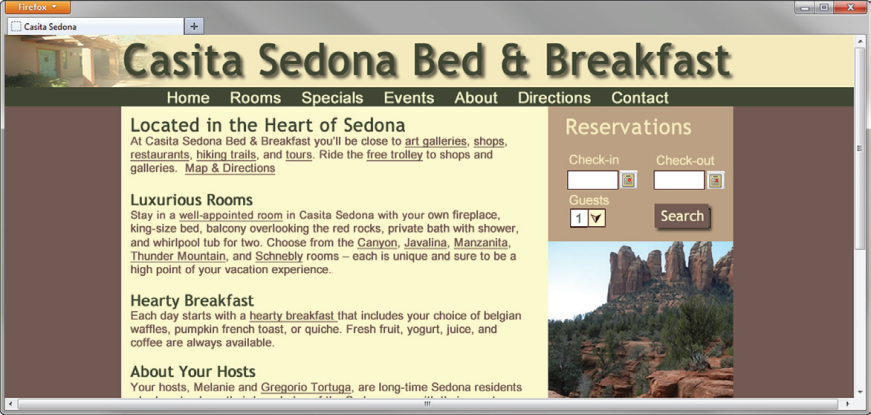 Firefox
Casita Sedona
Casita Sedona Bed & Breakfast
Home Rooms Specials Events About Directions Contact
Located in the Heart of Sedona
At Casita Sedona Bed & Breakfast you'll be close to art galleries, shops,
restaurants, hiking trails, and tours. Ride the free trolley to shops and
galleries. Map & Directions
Luxurious Rooms
Stay in a well-appointed room in Casita Sedona with your own fireplace,
king-size bed, balcony overlooking the red rocks, private bath with shower,
and whirlpool tub for two. Choose from the Canyon, Javalina, Manzanita,
Thunder Mountain, and Schnebly rooms – each is unique and sure to be a
high point of your vacation experience.
Hearty Breakfast
Each day starts with a hearty breakfast that includes your choice of belgian
waffles, pumpkin french toast, or quiche. Fresh fruit, yogurt, juice, and
coffee are always available.
About Your Hosts
Your hosts, Melanie and Gregorio Tortuga, are long-time Sedona residents
Reservations
Check-in Check-out
Guests
1
Search